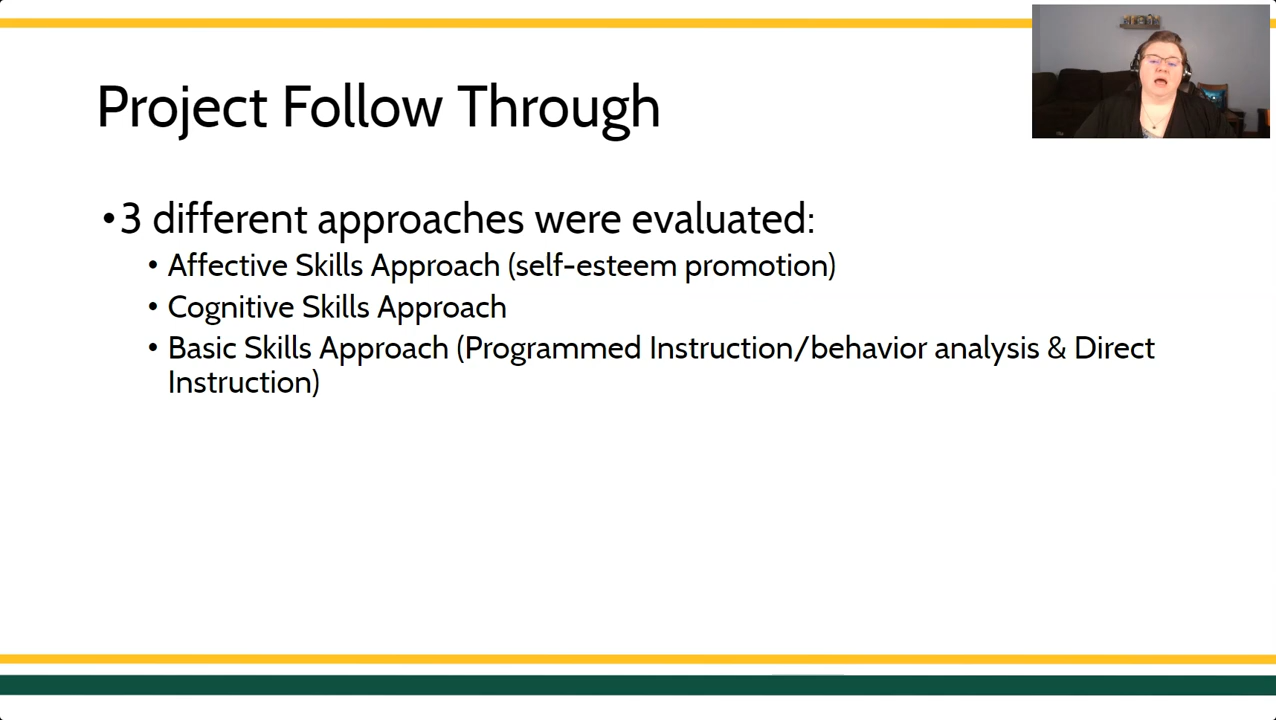 Project Follow Through
•3 different approaches were evaluated:
• Affective Skills Approach (self-esteem promotion)
• Cognitive Skills Approach
• Basic Skills Approach (Programmed Instruction/behavior analysis & Direct
Instruction)